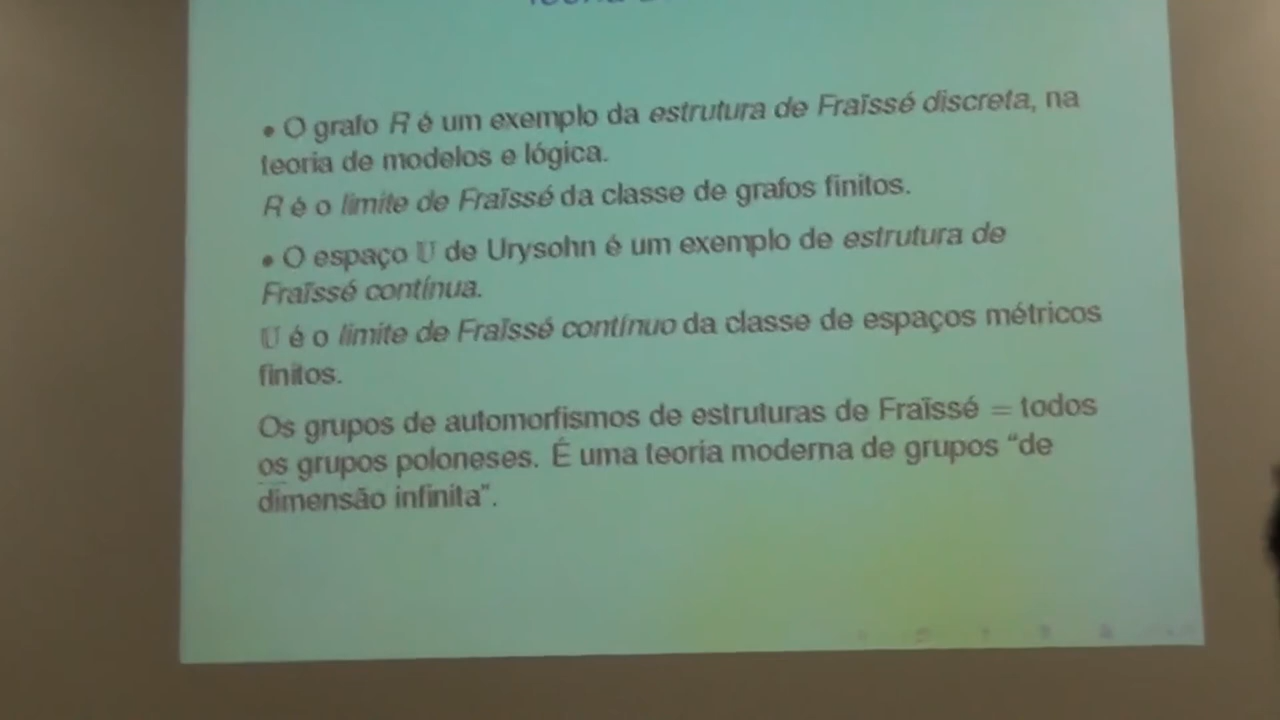 • O grafo R é um exemplo da estrutura de Fraïssé discreta, na
teoria de modelos e lógica.
R é o limite de Fraïssé da classe de grafos finitos.
• O espaço 𝕌 de Urysohn é um exemplo de estrutura de
Fraïssé contínua.
𝕌 é o limite de Fraïssé contínuo da classe de espaços métricos
finitos.
Os grupos de automorfismos de estruturas de Fraïssé = todos
os grupos poloneses. É uma teoria moderna de grupos “de
dimensão infinita”.